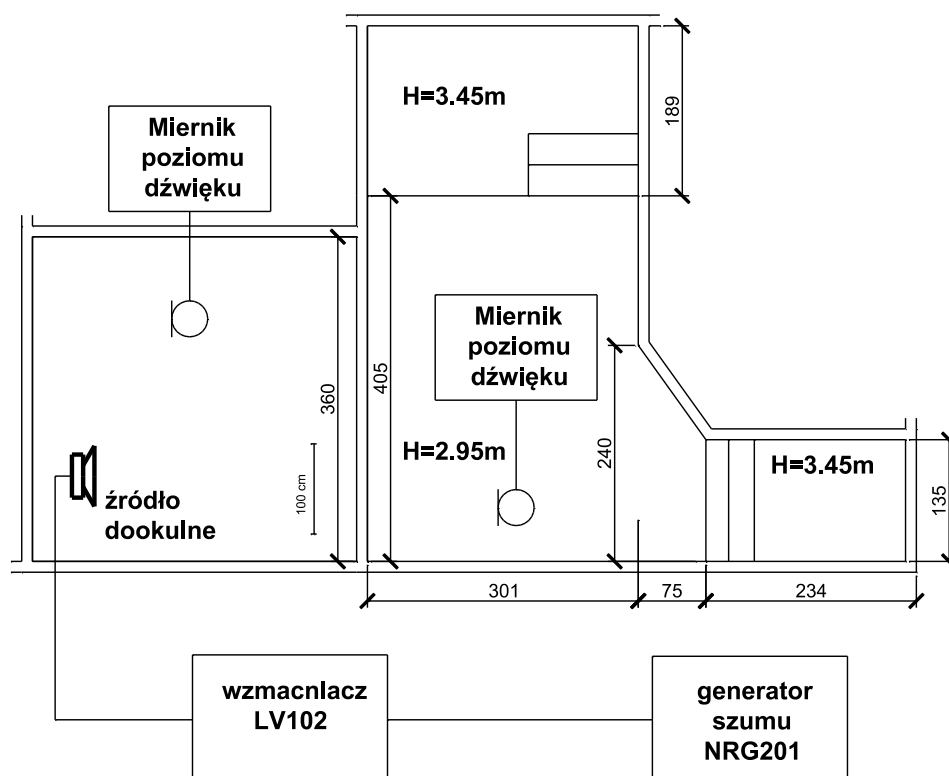 H=3.45m
189
Miernik
poziomu
dźwięku
Miernik
poziomu
dźwięku
360
405
240
H=2.95m
H=3.45m
135
100 cm
źródło
dookulne
301
75
234
wzmacnlacz
LV102
generator
szumu
NRG201